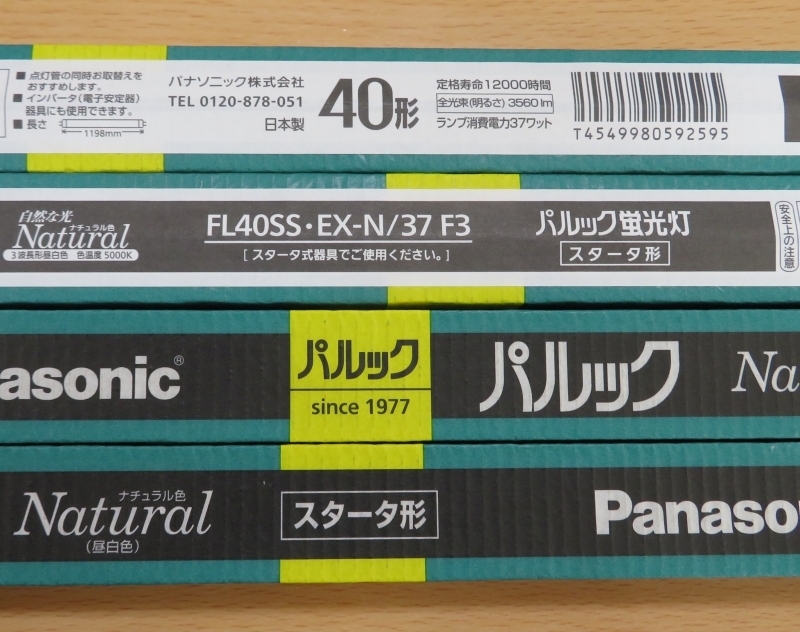 ■ 点灯管の同時お取替えを
おすすめします。
■ インバータ(電子安定器)
器具にも使用できます。
■ 長さ
1198mm
パナソニック株式会社
TEL 0120-878-051
日本製
40形
定格寿命12000時間
全光束(明るさ) 3560 lm
ランプ消費電力37ワット
T4549980592595
自然な光
ナチュラル色
Natural
3波長形昼白色 色温度 5000K
FL40SS・EX-N/37 F3
[ スタータ式器具でご使用ください。]
パルック蛍光灯
スタータ形
安全上の注意
asonic®
パルック
since 1977
パルック
Na
ナチュラル色
Natural
(昼白色)
スタータ形
Panaso